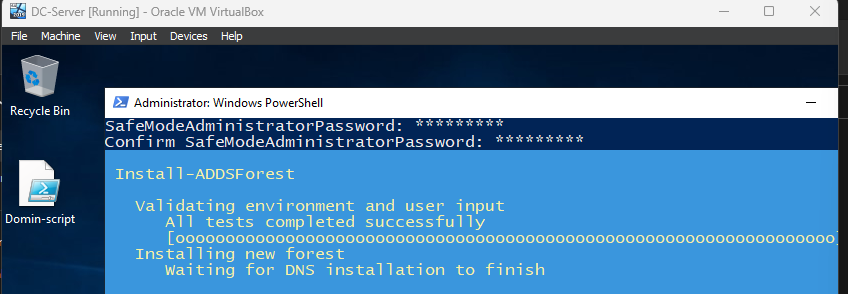 DC-Server [Running] - Oracle VM VirtualBox
File Machine View Input Devices Help
Recycle Bin
Administrator: Windows PowerShell
SafeModeAdministratorPassword: *********
Confirm SafeModeAdministratorPassword: *********
Install-ADDSForest
Validating environment and user input
All tests completed successfully
[oooooooooooooooooooooooooooooooooooooooooooooooooooooooooooooooooo]
Domin-script
Installing new forest
Waiting for DNS installation to finish